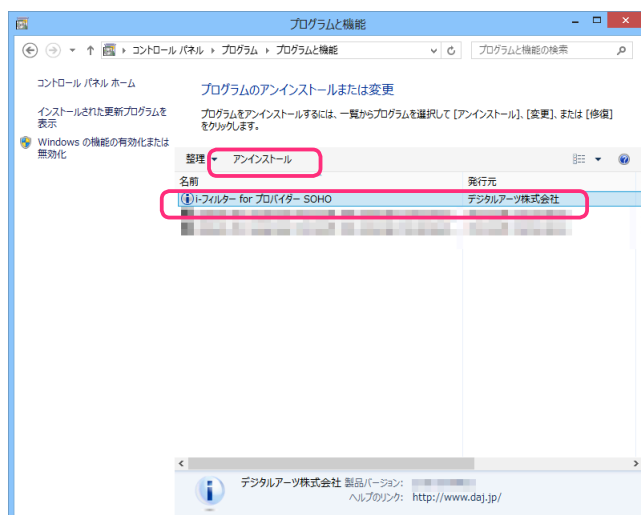 プログラムと機能
コントロール パネル ▸ プログラム ▸ プログラムと機能
プログラムと機能の検索
コントロール パネル ホーム
インストールされた更新プログラムを
表示
Windows の機能の有効化または
無効化
プログラムのアンインストールまたは変更
プログラムをアンインストールするには、一覧からプログラムを選択して [アンインストール]、[変更]、または [修復]
をクリックします。
整理 アンインストール
名前 発行元
i-フィルター for プロバイダー SOHO デジタルアーツ株式会社
デジタルアーツ株式会社 製品バージョン:
ヘルプのリンク: http://www.daj.jp/